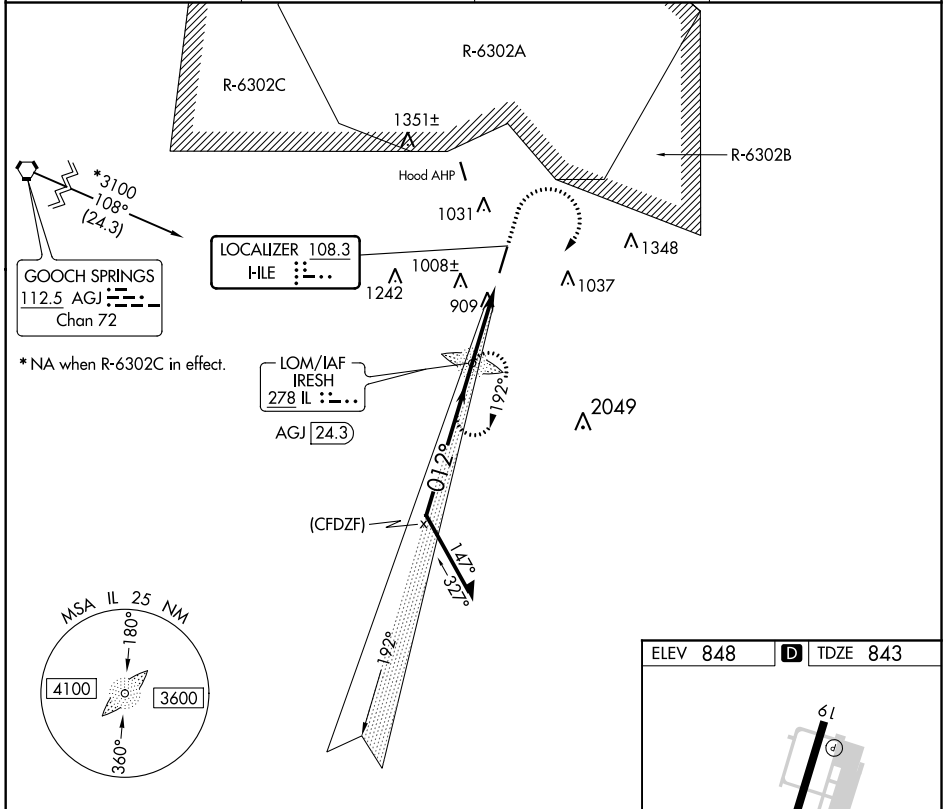 R-6302A
R-6302C
1351±
R-6302B
Hood AHP
*3100
108°
(24.3)
1031
1348
LOCALIZER 108.3
I-ILE
1008±
1242
1037
909
GOOCH SPRINGS
112.5 AGJ
Chan 72
* NA when R-6302C in effect.
LOM/IAF
IRESH
278 IL
AGJ 24.3
192°
2049
012°
(CFDZF)
147°
327°
192°
MSA IL 25 NM
180°
4100
3600
360°
ELEV 848 D TDZE 843
19
P